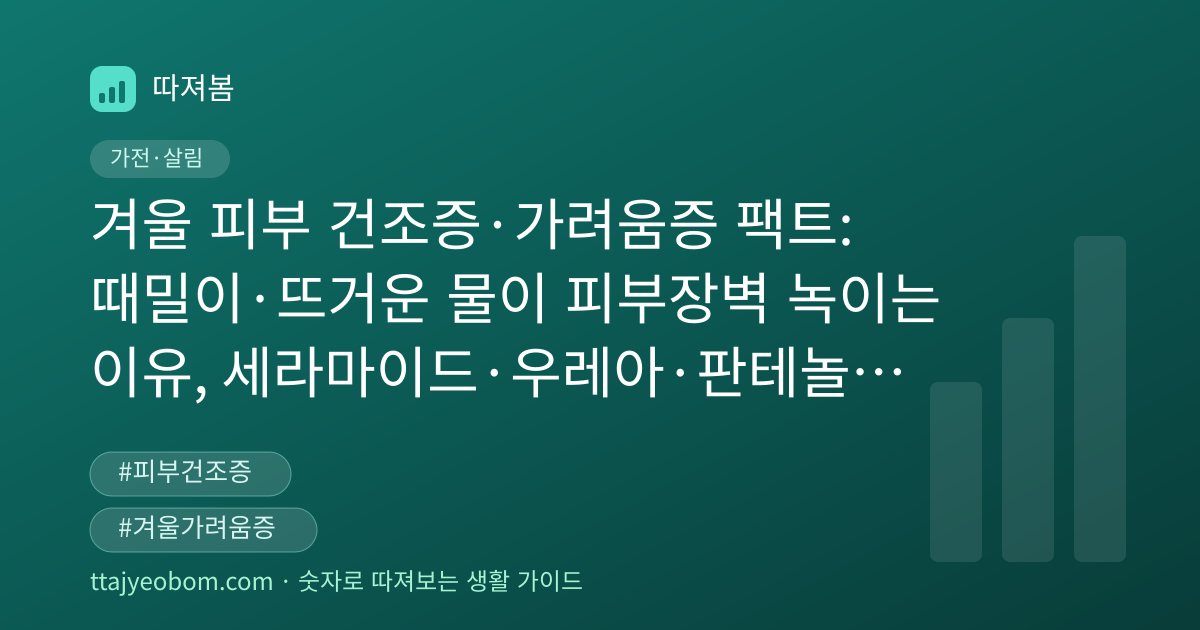 따져봄
가전·살림
겨울 피부 건조증·가려움증 팩트:
때밀이·뜨거운 물이 피부장벽 녹이는
이유, 세라마이드·우레아·판테놀…
#피부건조증
#겨울가려움증
ttajyeobom.com · 숫자로 따져보는 생활 가이드